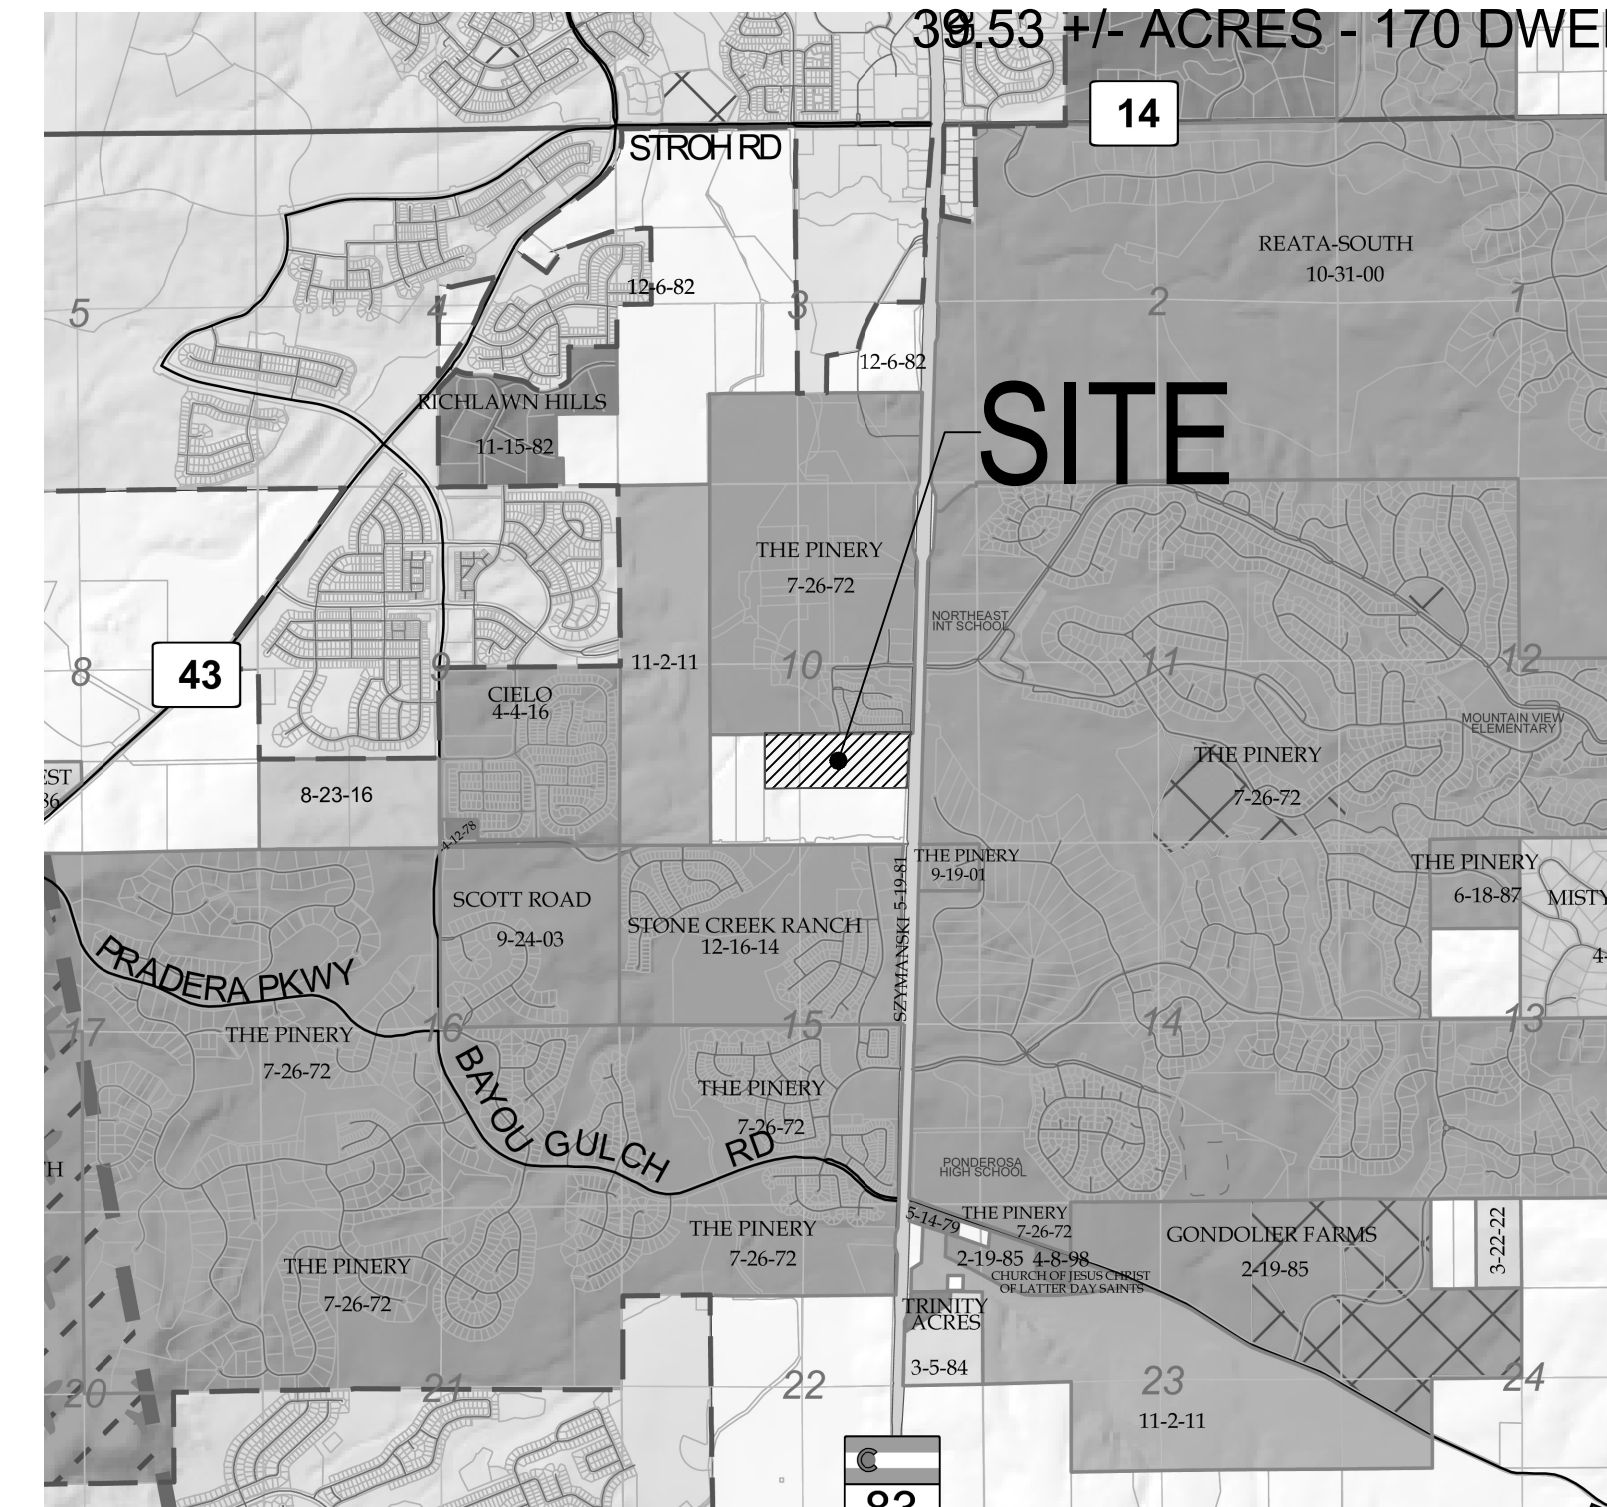 .53 +/- ACRES - 170 DWE
14
STROH RD
REATA-SOUTH
10-31-00
5
4
12-6-82
3
2
1
12-6-82
SITE
RICHLAWN HILLS
11-15-82
THE PINERY
7-26-72
NORTHEAST
INT SCHOOL
8
43
9
11-2-11
10
11
12
CIELO
4-4-16
MOUNTAIN VIEW
ELEMENTARY
THE PINERY
7-26-72
EST
8-23-16
4-12-78
THE PINERY
9-19-01
THE PINERY
6-18-87
MISTY
SCOTT ROAD
9-24-03
STONE CREEK RANCH
12-16-14
SZYMANSKI 5-19-81
4-
PRADERA PKWY
17
THE PINERY
7-26-72
16
15
14
13
BAYOU GULCH RD
THE PINERY
7-26-72
PONDEROSA
HIGH SCHOOL
H
5-14-79
THE PINERY
7-26-72
THE PINERY
7-26-72
GONDOLIER FARMS
2-19-85
3-22-22
2-19-85 4-8-98
CHURCH OF JESUS CHRIST
OF LATTER DAY SAINTS
THE PINERY
7-26-72
TRINITY
ACRES
3-5-84
20
21
22
23
24
11-2-11
C
83